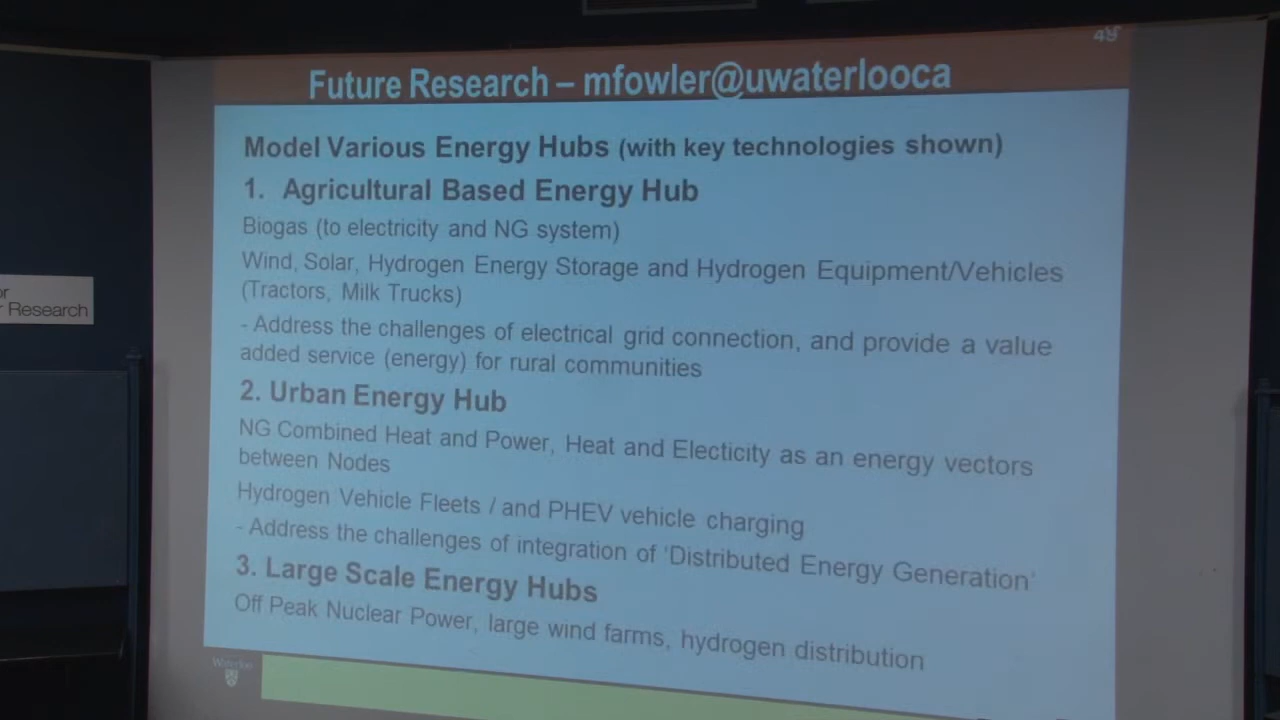 49
Future Research – mfowler@uwaterlooca
Model Various Energy Hubs (with key technologies shown)
1. Agricultural Based Energy Hub
Biogas (to electricity and NG system)
Wind, Solar, Hydrogen Energy Storage and Hydrogen Equipment/Vehicles
(Tractors, Milk Trucks)
- Address the challenges of electrical grid connection, and provide a value
added service (energy) for rural communities
2. Urban Energy Hub
NG Combined Heat and Power, Heat and Electicity as an energy vectors
between Nodes
Hydrogen Vehicle Fleets / and PHEV vehicle charging
- Address the challenges of integration of 'Distributed Energy Generation'
3. Large Scale Energy Hubs
Off Peak Nuclear Power, large wind farms, hydrogen distribution
Waterloo
or
r Research